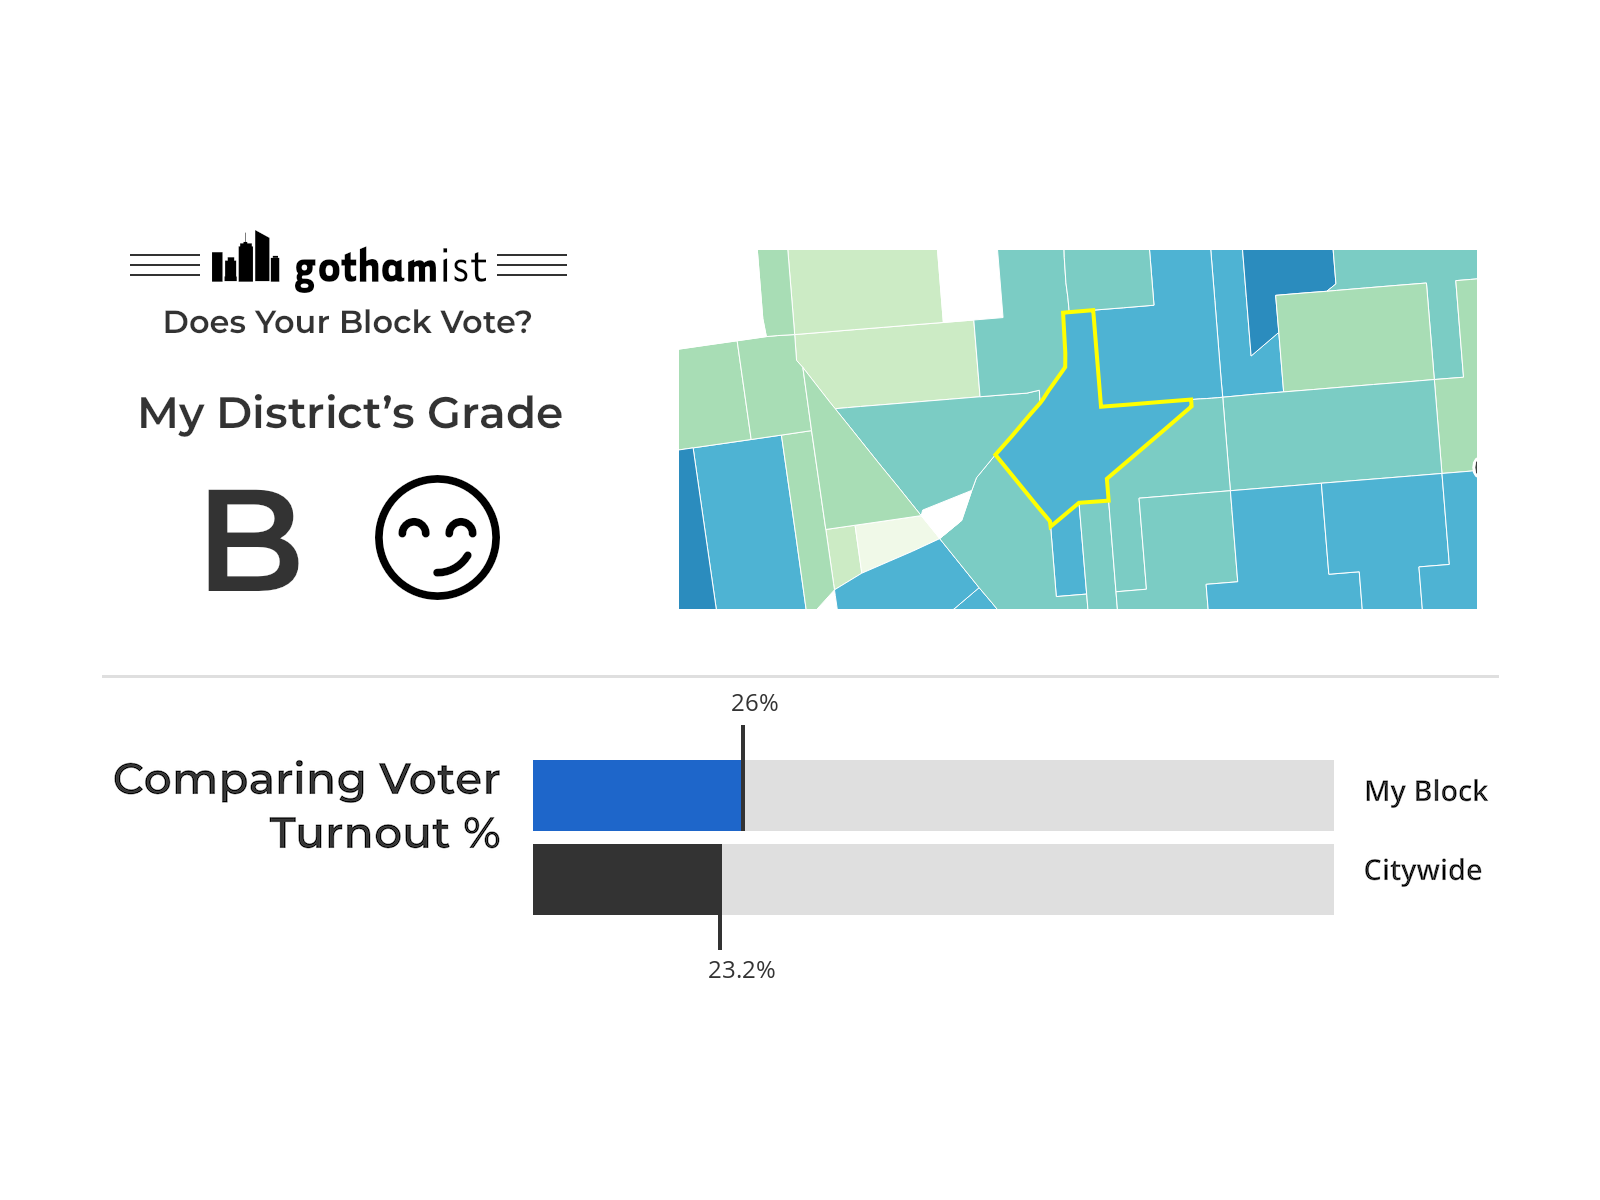 gothamist
Does Your Block Vote?
My District’s Grade
B
26%
Comparing Voter
Turnout %
My Block
Citywide
23.2%